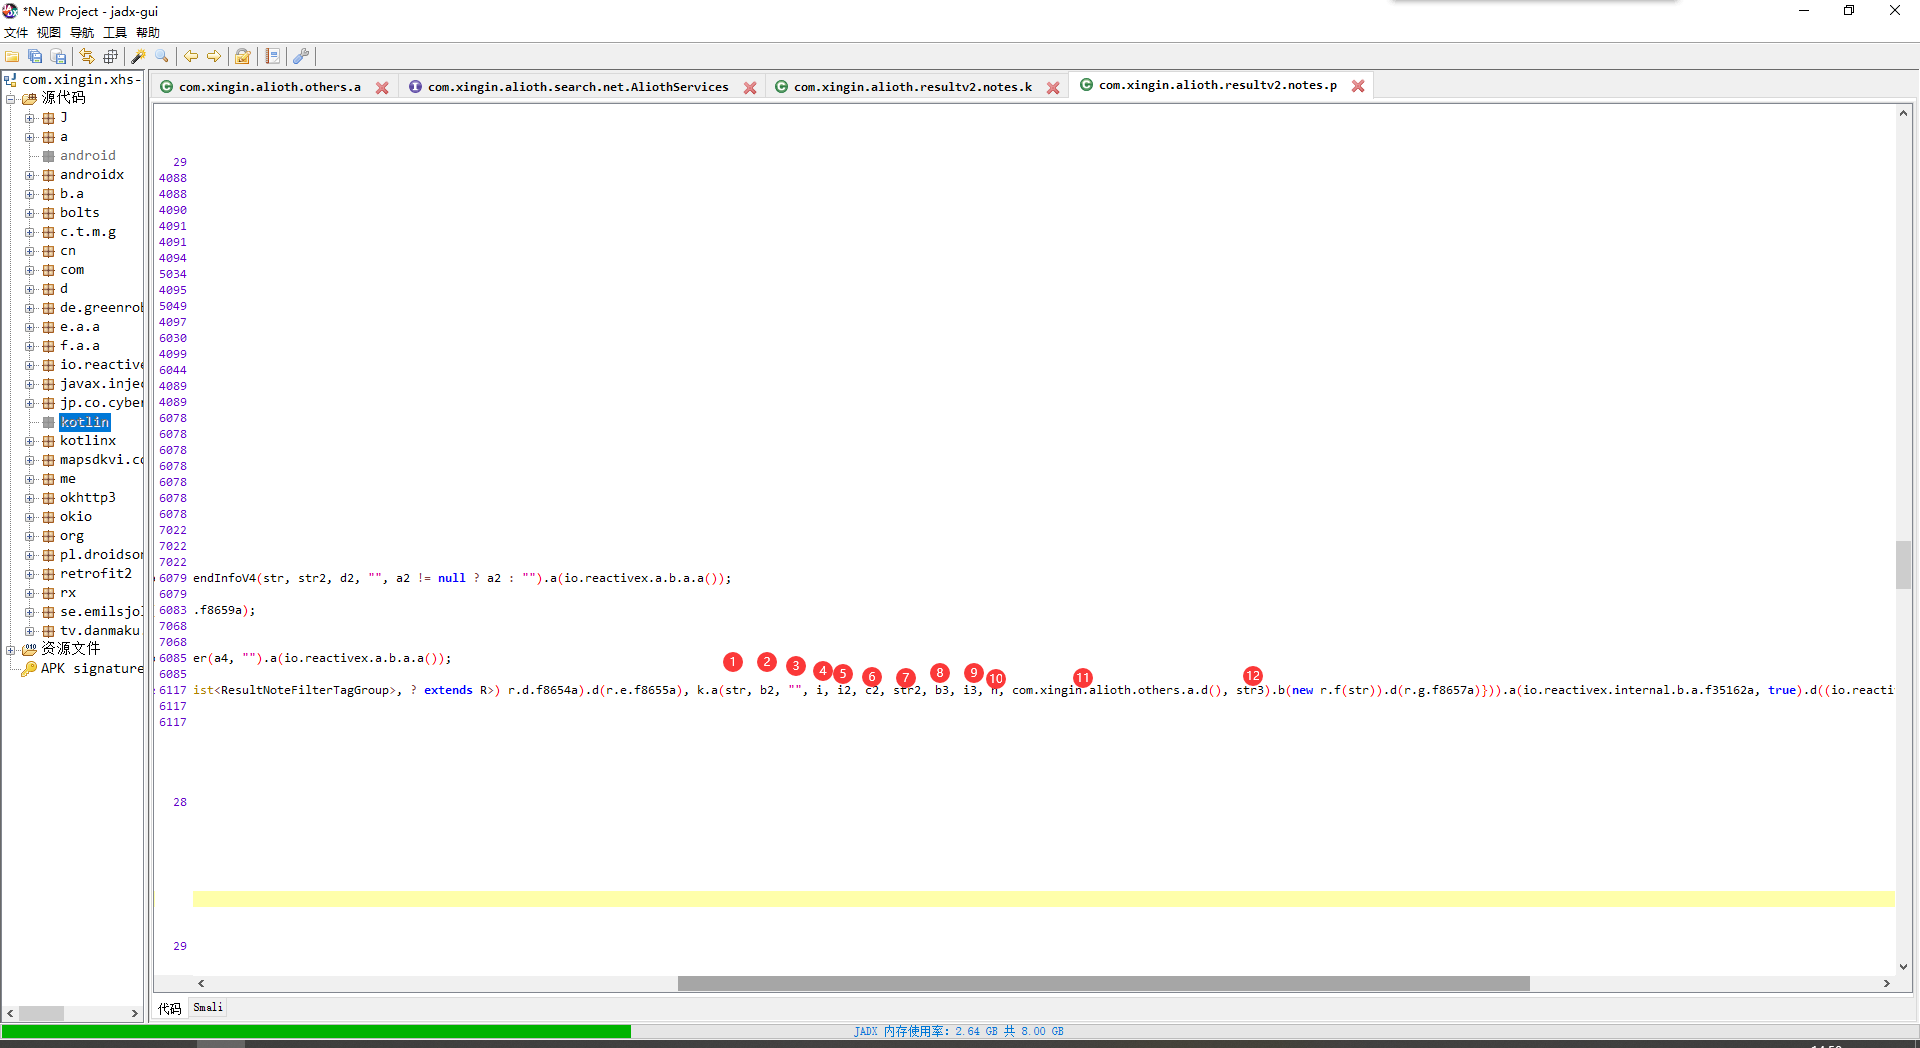 *New Project - jadx-gui
文件 视图 导航 工具 帮助
com.xingin.xhs-
源代码
J
a
android
androidx
b.a
bolts
c.t.m.g
cn
com
d
de.greenrob
e.a.a
f.a.a
io.reactive
javax.injec
jp.co.cyber
kotlin
kotlinx
mapsdkvi.co
me
okhttp3
okio
org
pl.droidson
retrofit2
rx
se.emilsjol
tv.danmaku.
资源文件
APK signature
com.xingin.alioth.others.a com.xingin.alioth.search.net.AliothServices com.xingin.alioth.resultv2.notes.k com.xingin.alioth.resultv2.notes.p
29
4088
4088
4090
4091
4091
4094
5034
4095
5049
4097
6030
4099
6044
4089
4089
6078
6078
6078
6078
6078
6078
6078
7022
7022
7022
6079 endInfoV4(str, str2, d2, "", a2 != null ? a2 : "").a(io.reactivex.a.b.a.a());
6079
6083 .f8659a);
7068
7068
6085 er(a4, "").a(io.reactivex.a.b.a.a());
6085
1 2 3 4 5 6 7 8 9 10 11 12
6117 ist<ResultNoteFilterTagGroup>, ? extends R>) r.d.f8654a).d(r.e.f8655a), k.a(str, b2, "", i, i2, c2, str2, b3, i3, n, com.xingin.alioth.others.a.d(), str3).b(new r.f(str)).d(r.g.f8657a)})).a(io.reactivex.internal.b.a.f35162a, true).d((io.reacti
6117
6117
28
29
代码 Smali
JADX 内存使用率: 2.64 GB 共 8.00 GB